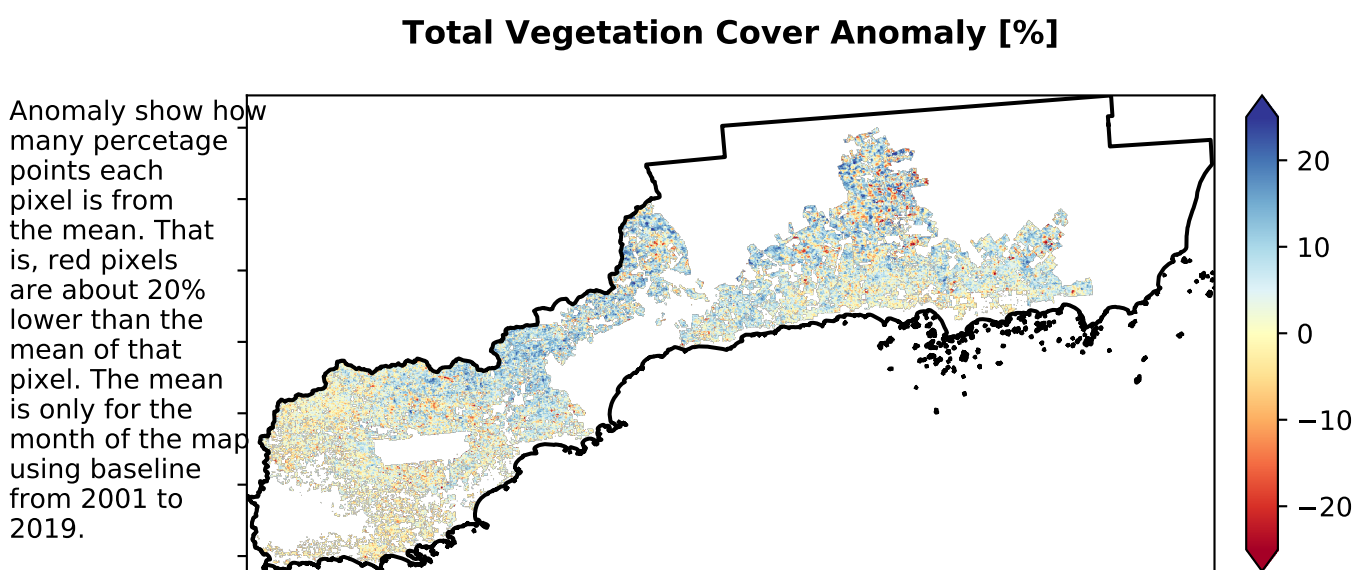 Total Vegetation Cover Anomaly [%]
Anomaly show how
many percetage
points each
pixel is from
the mean. That
is, red pixels
are about 20%
lower than the
mean of that
pixel. The mean
is only for the
month of the map
using baseline
from 2001 to
2019.
20
10
0
−10
−20